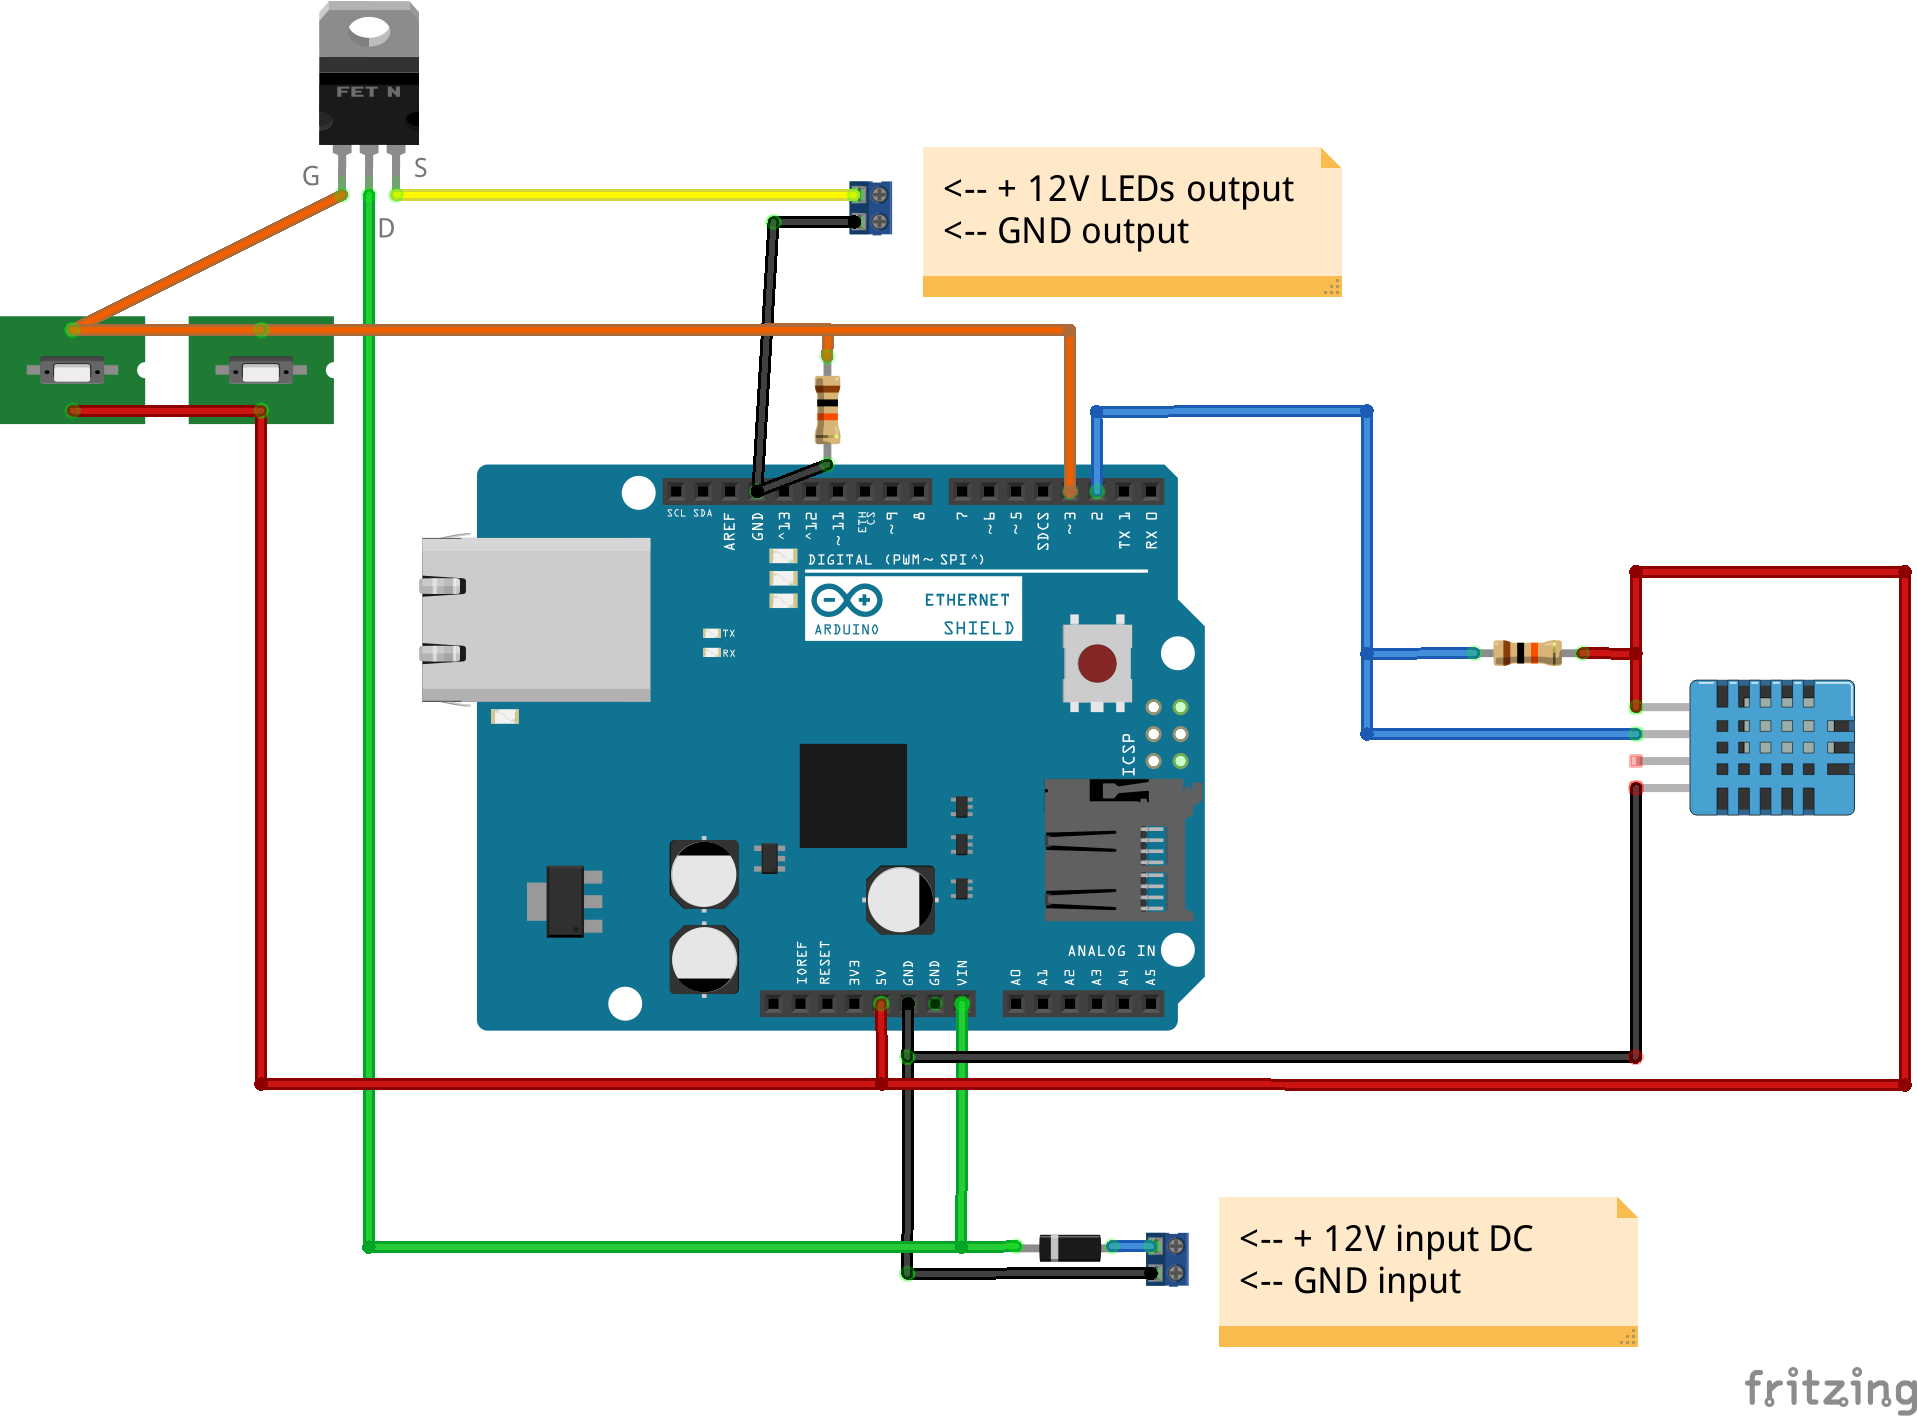 FET N
G
S
D
<-- + 12V LEDs output
<-- GND output
SCL
SDA
AREF
GND
^13
^12
~11
ETH
CS
~9
8
7
~6
~5
SDCS
~3
2
TX 1
RX 0
DIGITAL (PWM~ SPI^)
ETHERNET
SHIELD
ARDUINO
TX
RX
ICSP
ANALOG IN
IOREF
RESET
3V3
5V
GND
GND
VIN
A0
A1
A2
A3
A4
A5
<-- + 12V input DC
<-- GND input
fritzing